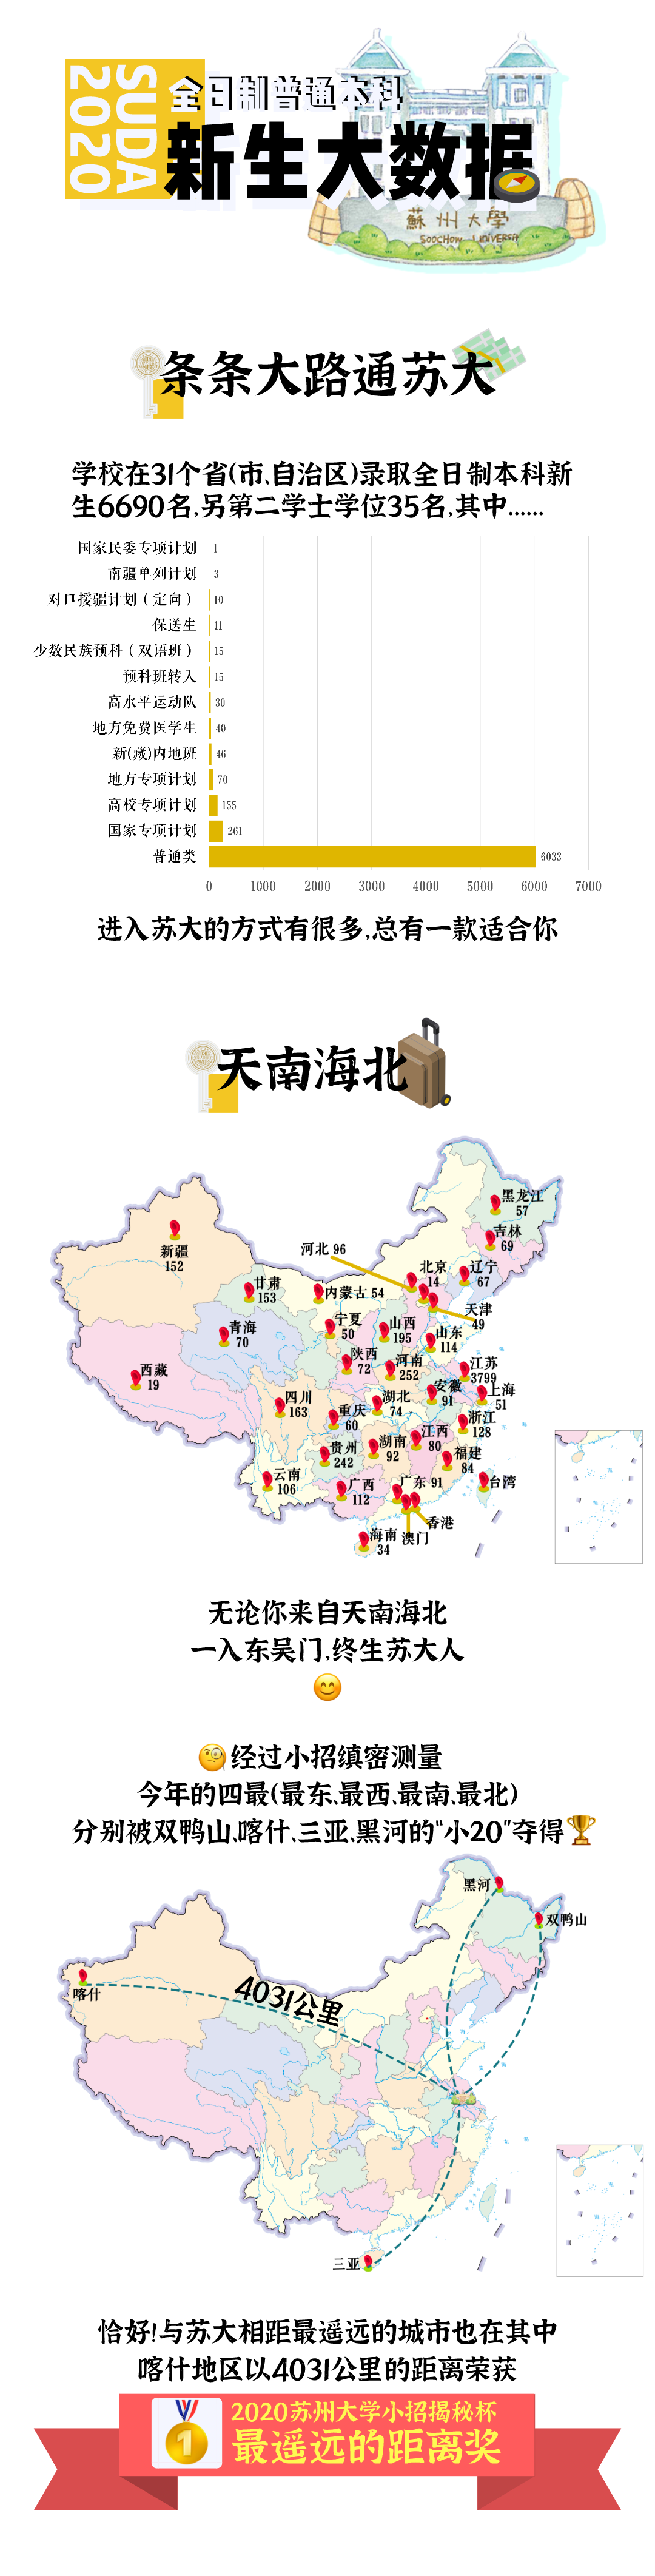 SUDA
2020
全日制普通本科
新生大数据
蘇州大學
SOOCHOW UNIVERSITY
条条大路通苏大
学校在31个省(市、自治区)录取全日制本科新
生6690名,另第二学士学位35名,其中......
国家民委专项计划 1
南疆单列计划 3
对口援疆计划（定向） 10
保送生 11
少数民族预科（双语班） 15
预科班转入 15
高水平运动队 30
地方免费医学生 40
新(藏)内地班 46
地方专项计划 70
高校专项计划 155
国家专项计划 261
普通类 6033
0 1000 2000 3000 4000 5000 6000 7000
进入苏大的方式有很多,总有一款适合你
天南海北
黑龙江
57
吉林
69
新疆
152
河北 96
北京
14
辽宁
67
甘肃
153
内蒙古 54
天津
49
青海
70
宁夏
50
山西
195
山东
114
西藏
19
陕西
72
河南
252
江苏
3799
四川
163
重庆
60
湖北
74
安徽
91
上海
51
浙江
128
贵州
242
湖南
92
江西
80
福建
84
云南
106
广西
112
广东 91
台湾
香港
澳门
海南
34
无论你来自天南海北
一入东吴门,终生苏大人
经过小招缜密测量
今年的四最(最东、最西、最南、最北)
分别被双鸭山、喀什、三亚、黑河的“小20”夺得
黑河
双鸭山
喀什
4031公里
三亚
恰好!与苏大相距最遥远的城市也在其中
喀什地区以4031公里的距离荣获
1
2020苏州大学小招揭秘杯
最遥远的距离奖